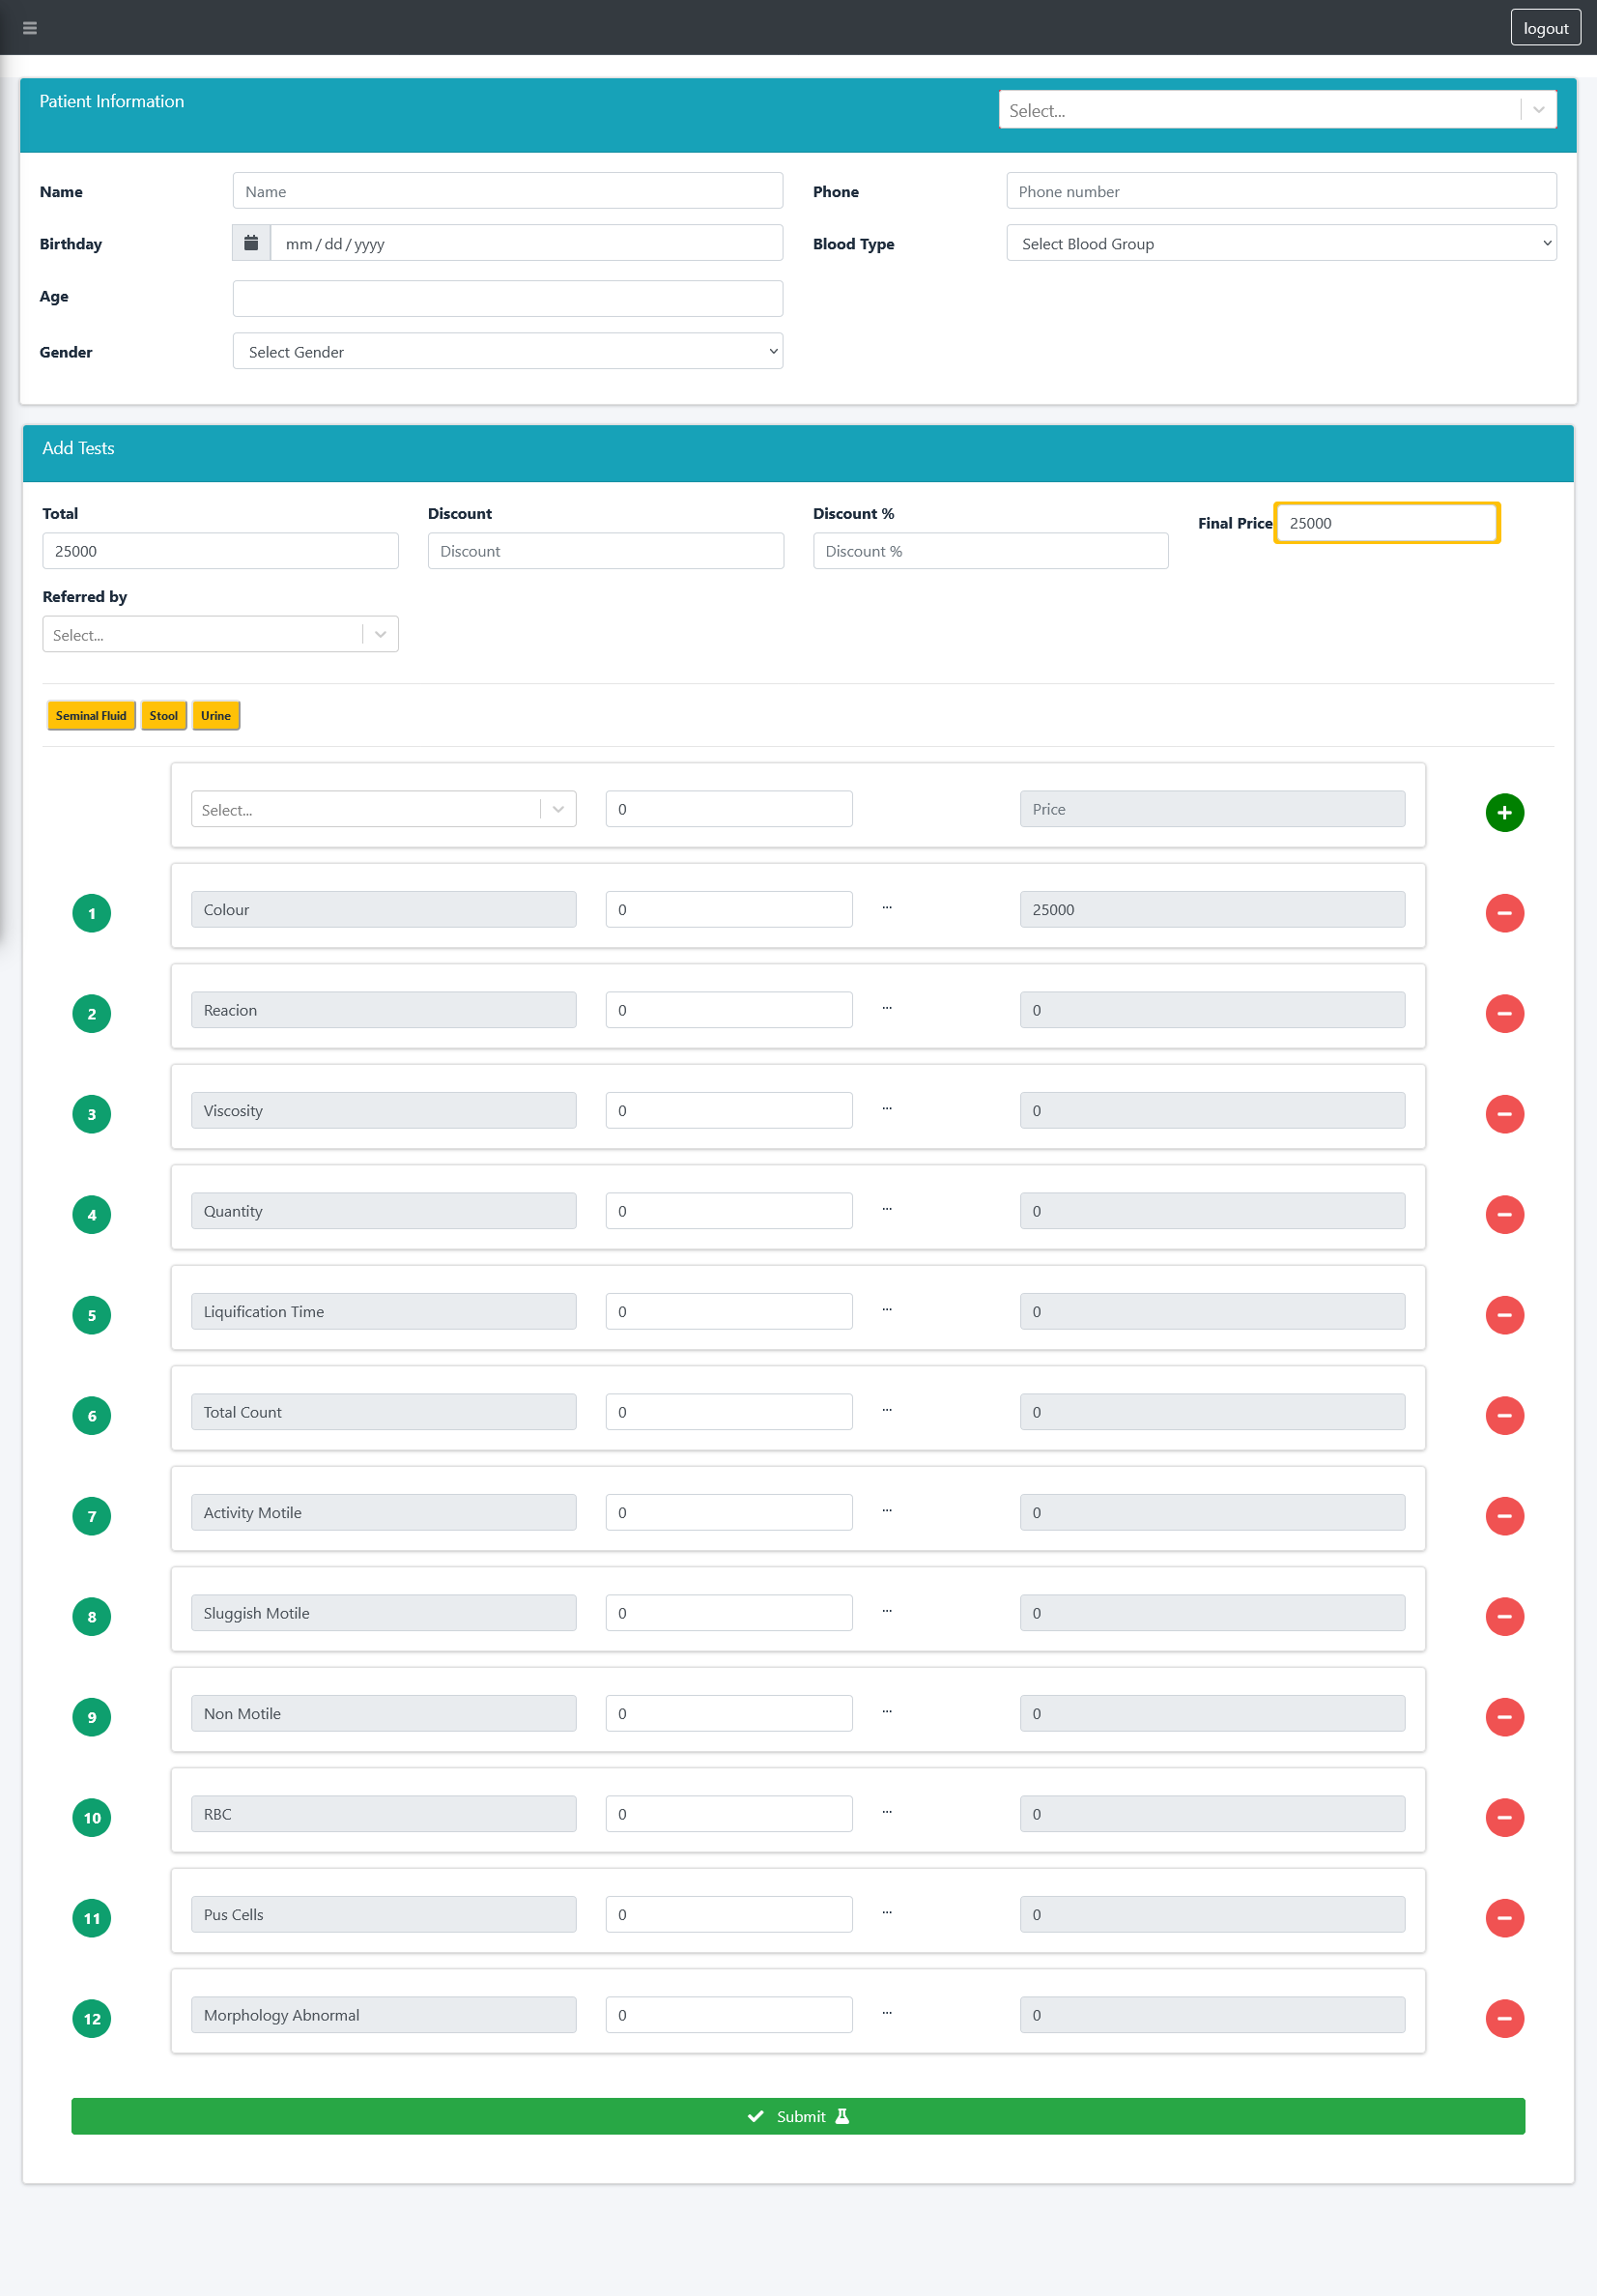 logout
Patient Information
Select...
Name Name Phone Phone number
Birthday mm/dd/yyyy Blood Type Select Blood Group
Age
Gender Select Gender
Add Tests
Total Discount Discount % Final Price 25000
25000 Discount Discount %
Referred by
Select...
Seminal Fluid Stool Urine
Select... 0 Price
1 Colour 0 ... 25000
2 Reacion 0 ... 0
3 Viscosity 0 ... 0
4 Quantity 0 ... 0
5 Liquification Time 0 ... 0
6 Total Count 0 ... 0
7 Activity Motile 0 ... 0
8 Sluggish Motile 0 ... 0
9 Non Motile 0 ... 0
10 RBC 0 ... 0
11 Pus Cells 0 ... 0
12 Morphology Abnormal 0 ... 0
Submit